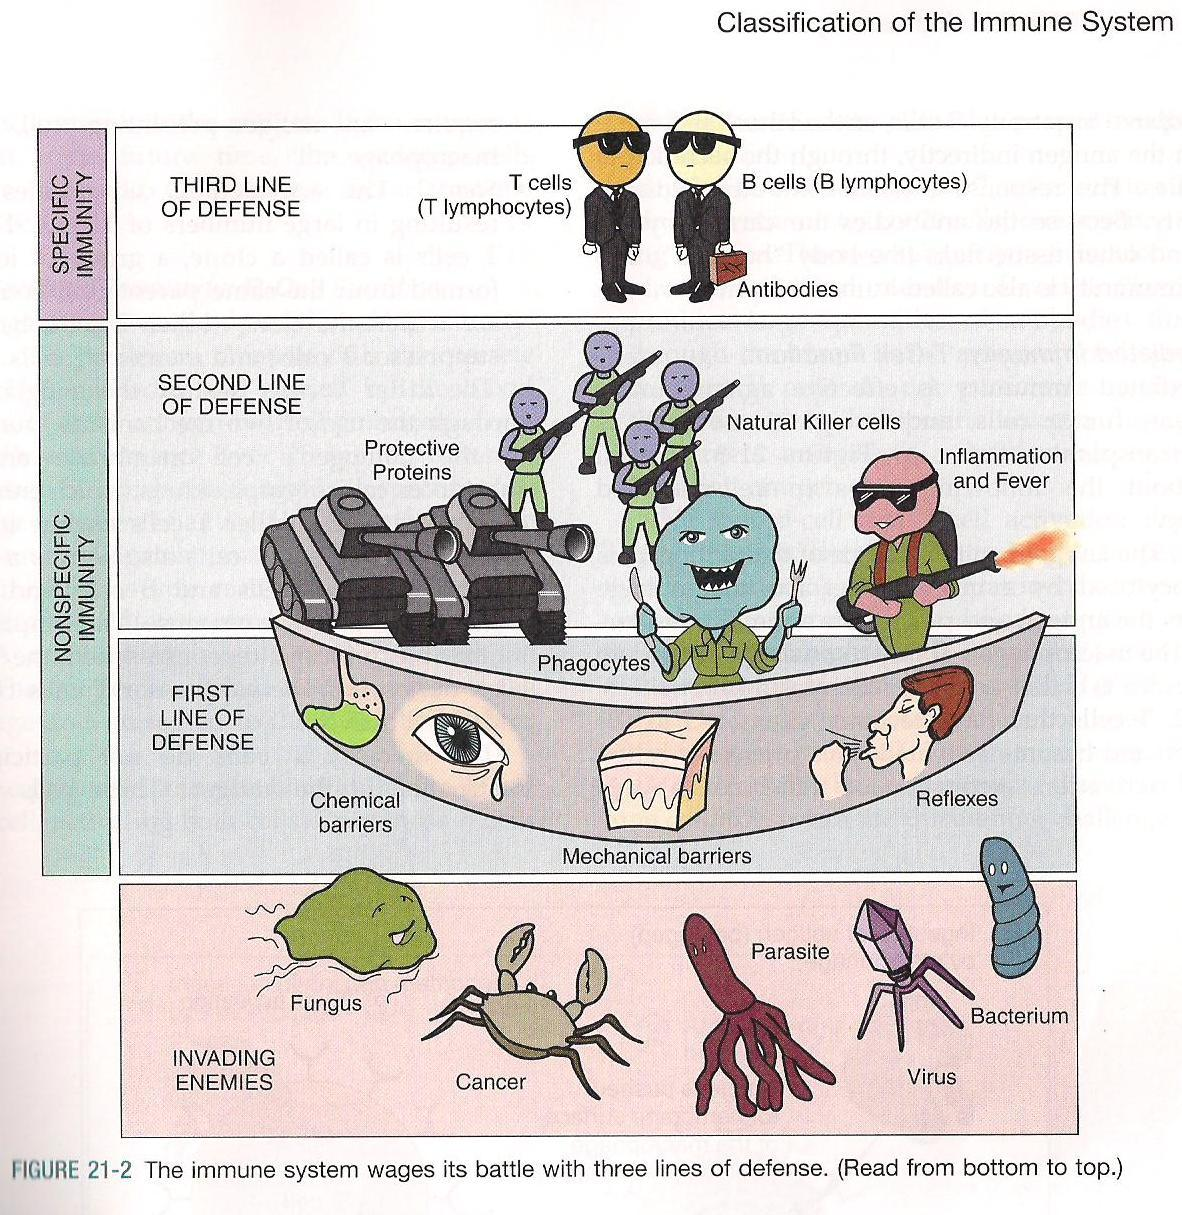 Classification of the Immune System
SPECIFIC
IMMUNITY
THIRD LINE
OF DEFENSE
T cells
(T lymphocytes)
B cells (B lymphocytes)
Antibodies
NONSPECIFIC
IMMUNITY
SECOND LINE
OF DEFENSE
Protective
Proteins
Natural Killer cells
Inflammation
and Fever
Phagocytes
FIRST
LINE OF
DEFENSE
Chemical
barriers
Mechanical barriers
Reflexes
INVADING
ENEMIES
Fungus
Cancer
Parasite
Virus
Bacterium
FIGURE 21-2 The immune system wages its battle with three lines of defense. (Read from bottom to top.)